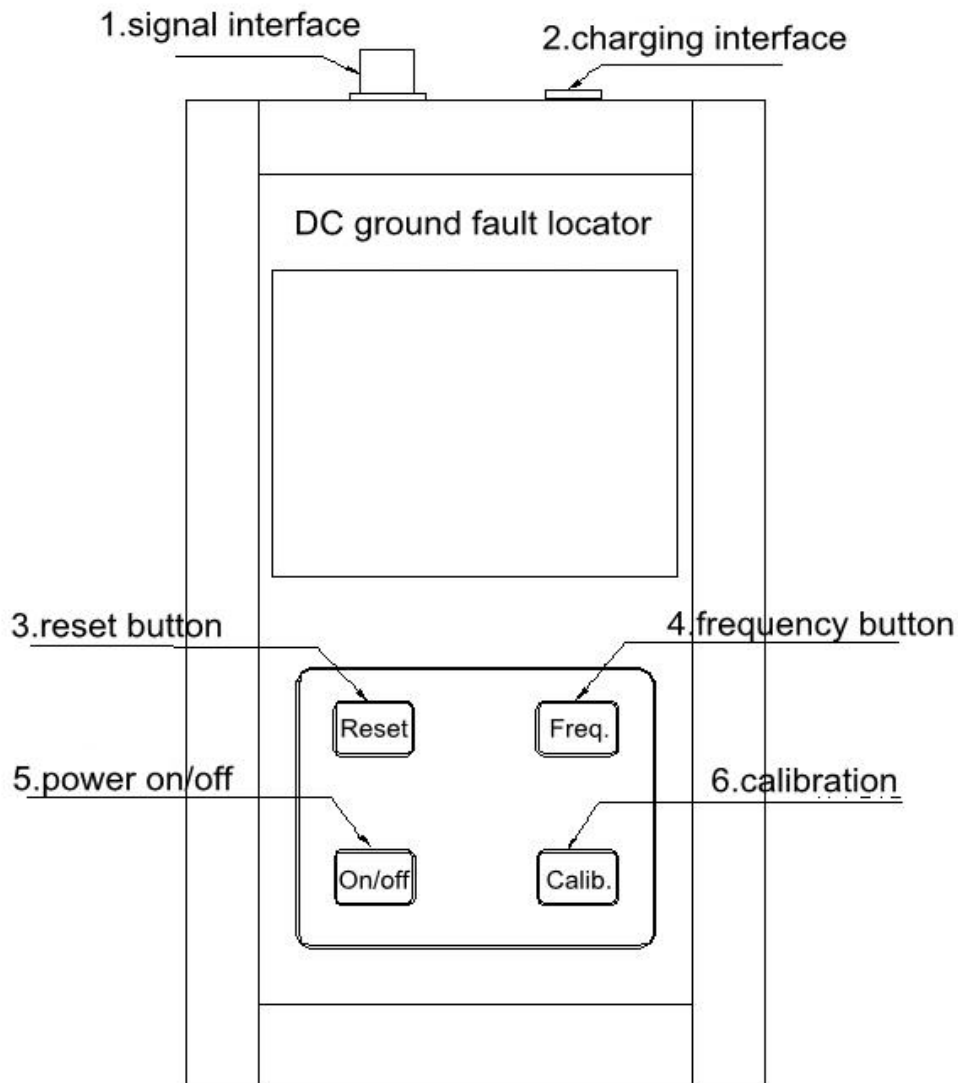 1.signal interface
2.charging interface
DC ground fault locator
3.reset button
4.frequency button
Reset
Freq.
5.power on/off
6.calibration
On/off
Calib.